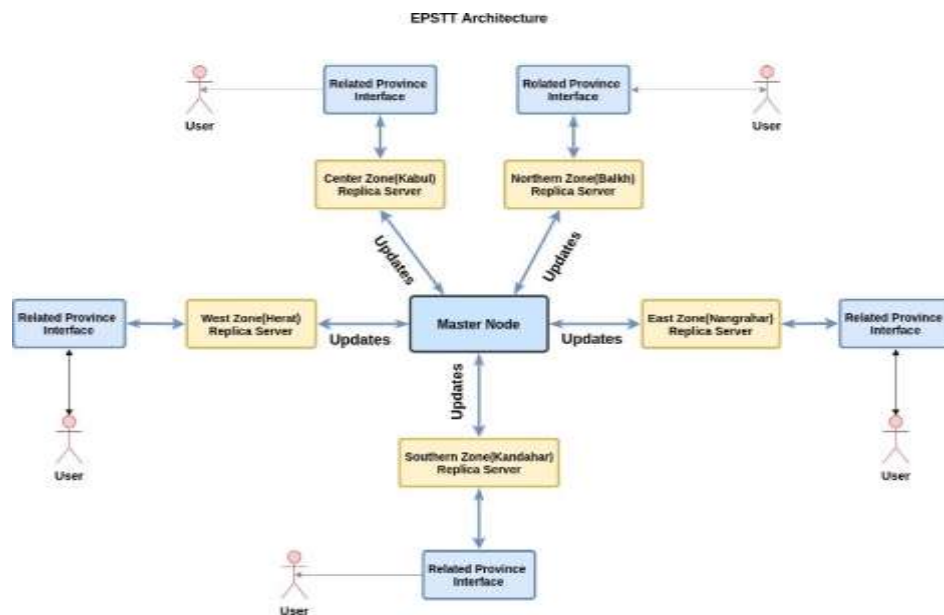 EPSTT Architecture
Related Province
Interface
Related Province
Interface
User
User
Center Zone(Kabul)
Replica Server
Northern Zone(Balkh)
Replica Server
Updates
Updates
Related Province
Interface
West Zone(Herat)
Replica Server
Updates
Master Node
Updates
East Zone(Nangrahar)
Replica Server
Related Province
Interface
Updates
User
User
Southern Zone(Kandahar)
Replica Server
Related Province
Interface
User